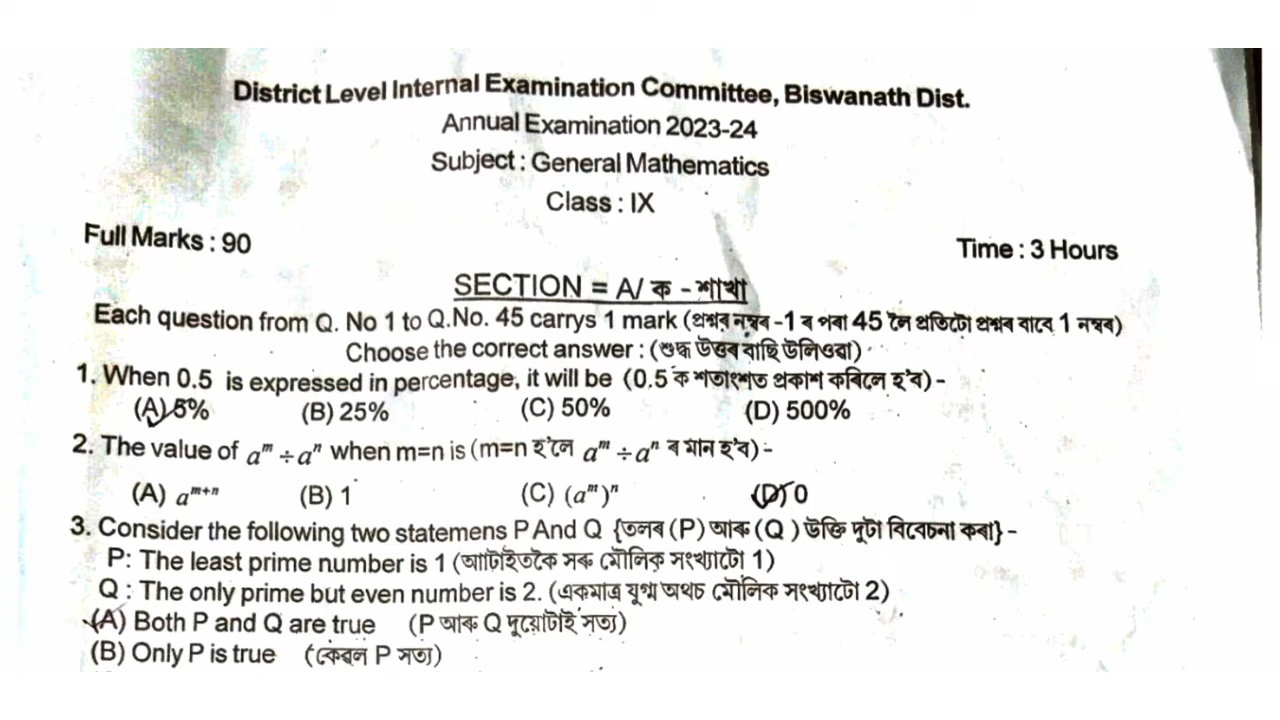 District Level Internal Examination Committee, Biswanath Dist.
Annual Examination 2023-24
Subject : General Mathematics
Class : IX
Full Marks : 90 Time : 3 Hours
SECTION = A/ ক - শাখা
Each question from Q. No 1 to Q.No. 45 carrys 1 mark (প্ৰশ্নৰ নম্বৰ -1 ৰ পৰা 45 লৈ প্ৰতিটো প্ৰশ্নৰ বাবে 1 নম্বৰ)
Choose the correct answer : (শুদ্ধ উত্তৰ বাছি উলিওৱা)
1. When 0.5 is expressed in percentage, it will be (0.5 ক শতাংশত প্ৰকাশ কৰিলে হ'ব) -
(A) 5% (B) 25% (C) 50% (D) 500%
2. The value of aᵐ ÷ aⁿ when m=n is (m=n হ'লে aᵐ ÷ aⁿ ৰ মান হ'ব) -
(A) aᵐ⁺ⁿ (B) 1 (C) (aᵐ)ⁿ (D) 0
3. Consider the following two statemens P And Q {তলৰ (P) আৰু (Q ) উক্তি দুটা বিবেচনা কৰা} -
P: The least prime number is 1 (আটাইতকৈ সৰু মৌলিক সংখ্যাটো 1)
Q : The only prime but even number is 2. (একমাত্ৰ যুগ্ম অথচ মৌলিক সংখ্যাটো 2)
(A) Both P and Q are true (P আৰু Q দুয়োটাই সত্য)
(B) Only P is true (কেৱল P সত্য)